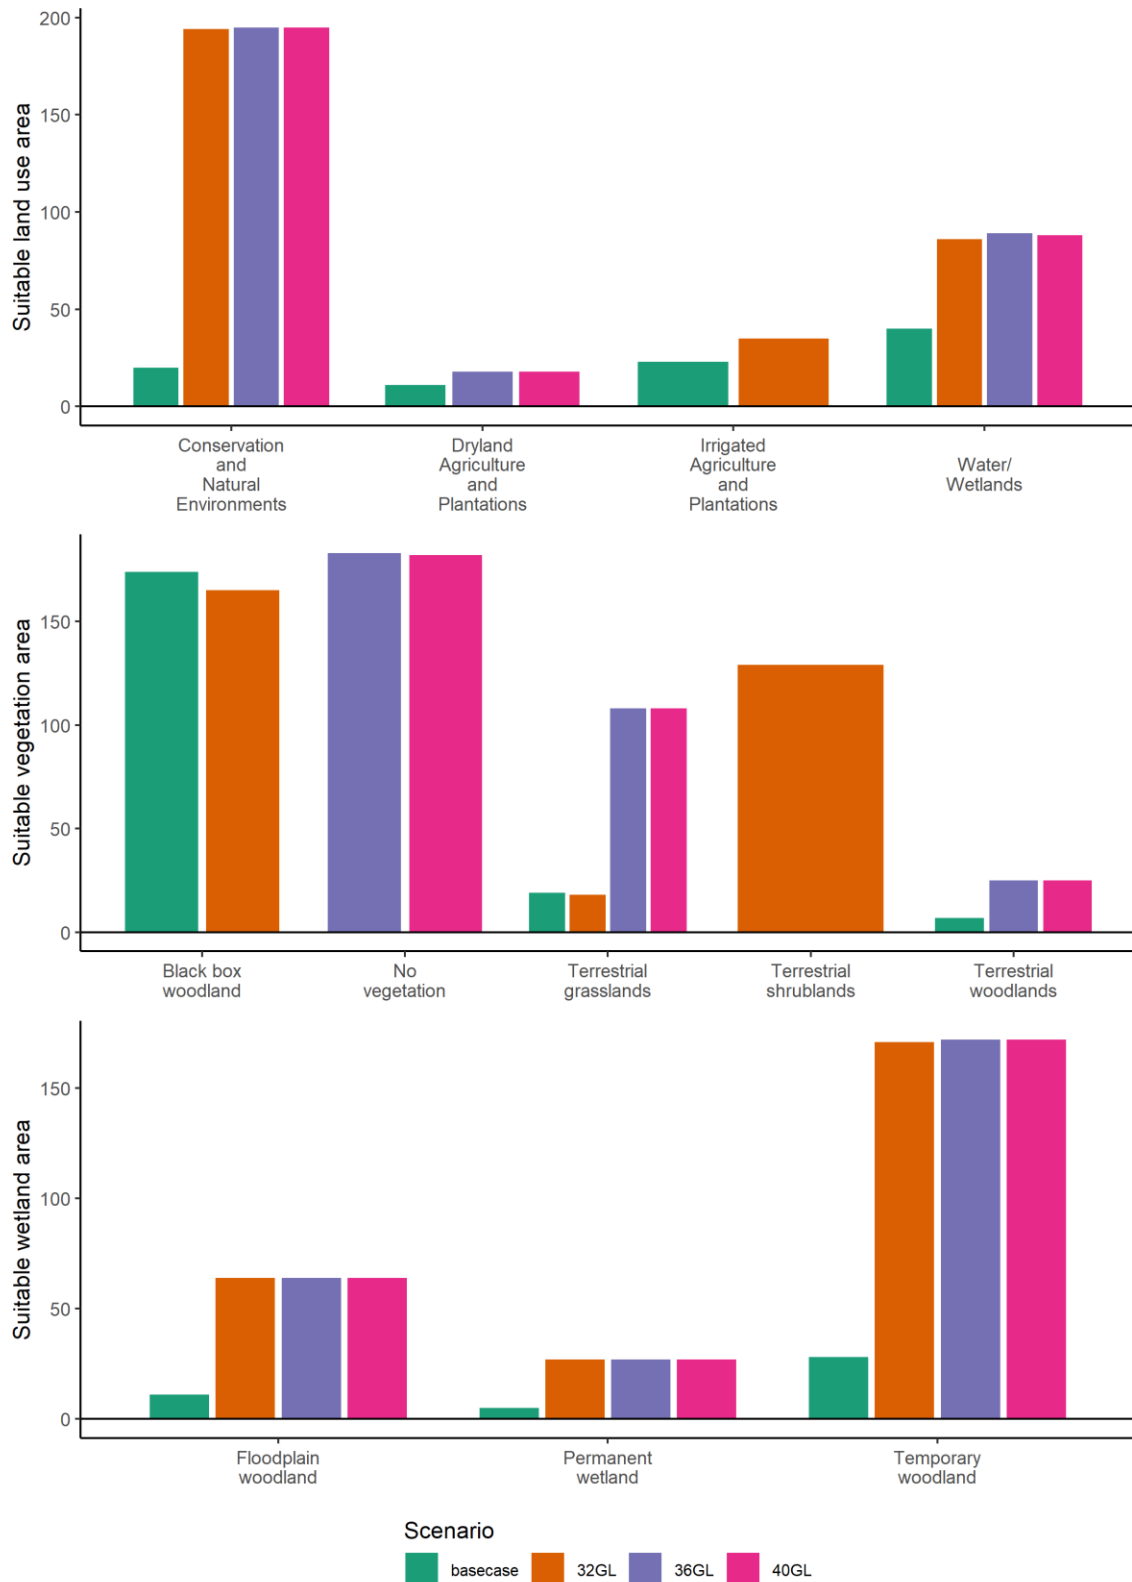 Suitable land use area
200
150
100
50
0
Conservation
and
Natural
Environments
Dryland
Agriculture
and
Plantations
Irrigated
Agriculture
and
Plantations
Water/
Wetlands
Suitable vegetation area
150
100
50
0
Black box
woodland
No
vegetation
Terrestrial
grasslands
Terrestrial
shrublands
Terrestrial
woodlands
Suitable wetland area
150
100
50
0
Floodplain
woodland
Permanent
wetland
Temporary
woodland
Scenario
basecase 32GL 36GL 40GL